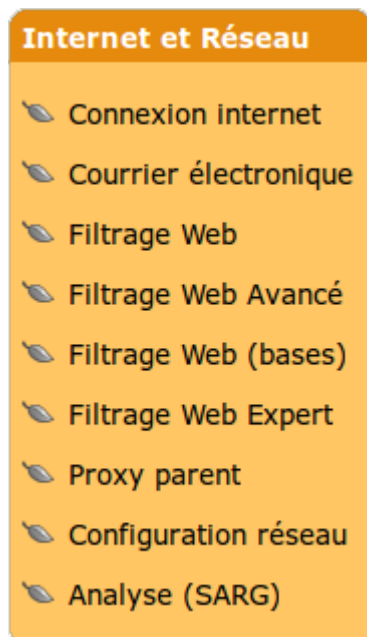 Internet et Réseau
Connexion internet
Courrier électronique
Filtrage Web
Filtrage Web Avancé
Filtrage Web (bases)
Filtrage Web Expert
Proxy parent
Configuration réseau
Analyse (SARG)